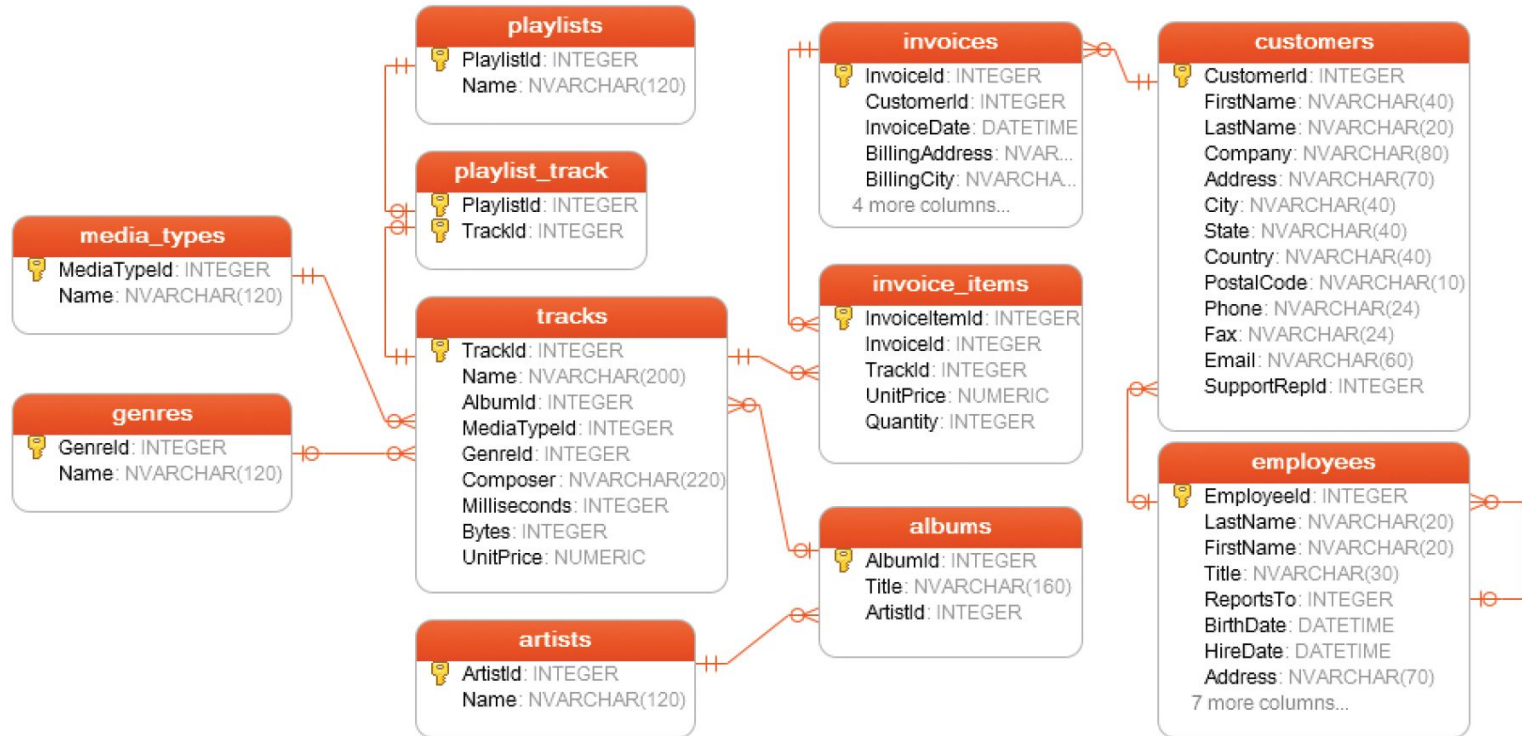 playlists
PlaylistId: INTEGER
Name: NVARCHAR(120)
playlist_track
PlaylistId: INTEGER
TrackId: INTEGER
media_types
MediaTypeId: INTEGER
Name: NVARCHAR(120)
genres
GenreId: INTEGER
Name: NVARCHAR(120)
tracks
TrackId: INTEGER
Name: NVARCHAR(200)
AlbumId: INTEGER
MediaTypeId: INTEGER
GenreId: INTEGER
Composer: NVARCHAR(220)
Milliseconds: INTEGER
Bytes: INTEGER
UnitPrice: NUMERIC
artists
ArtistId: INTEGER
Name: NVARCHAR(120)
invoices
InvoiceId: INTEGER
CustomerId: INTEGER
InvoiceDate: DATETIME
BillingAddress: NVAR...
BillingCity: NVARCHA...
4 more columns...
invoice_items
InvoiceItemId: INTEGER
InvoiceId: INTEGER
TrackId: INTEGER
UnitPrice: NUMERIC
Quantity: INTEGER
albums
AlbumId: INTEGER
Title: NVARCHAR(160)
ArtistId: INTEGER
customers
CustomerId: INTEGER
FirstName: NVARCHAR(40)
LastName: NVARCHAR(20)
Company: NVARCHAR(80)
Address: NVARCHAR(70)
City: NVARCHAR(40)
State: NVARCHAR(40)
Country: NVARCHAR(40)
PostalCode: NVARCHAR(10)
Phone: NVARCHAR(24)
Fax: NVARCHAR(24)
Email: NVARCHAR(60)
SupportRepId: INTEGER
employees
EmployeeId: INTEGER
LastName: NVARCHAR(20)
FirstName: NVARCHAR(20)
Title: NVARCHAR(30)
ReportsTo: INTEGER
BirthDate: DATETIME
HireDate: DATETIME
Address: NVARCHAR(70)
7 more columns...